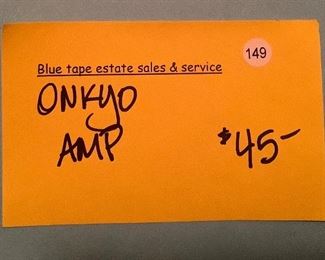 149
Blue tape estate sales & service
ONKYO
AMP $45-